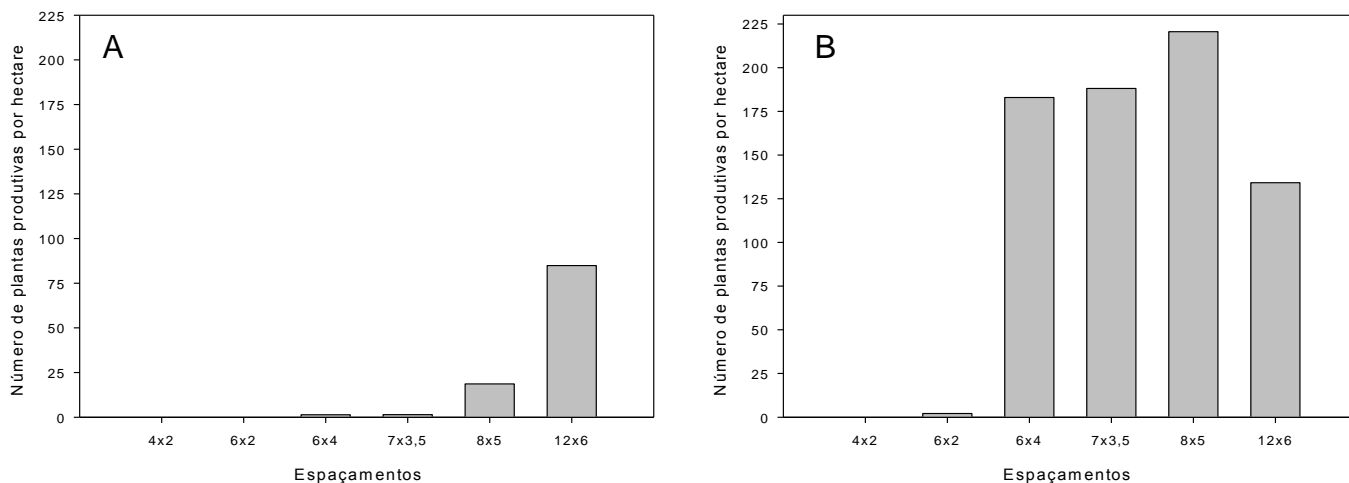 A
Número de plantas produtivas por hectare
225
200
175
150
125
100
75
50
25
0
4x2 6x2 6x4 7x3,5 8x5 12x6
Espaçamentos
B
Número de plantas produtivas por hectare
225
200
175
150
125
100
75
50
25
0
4x2 6x2 6x4 7x3,5 8x5 12x6
Espaçamentos